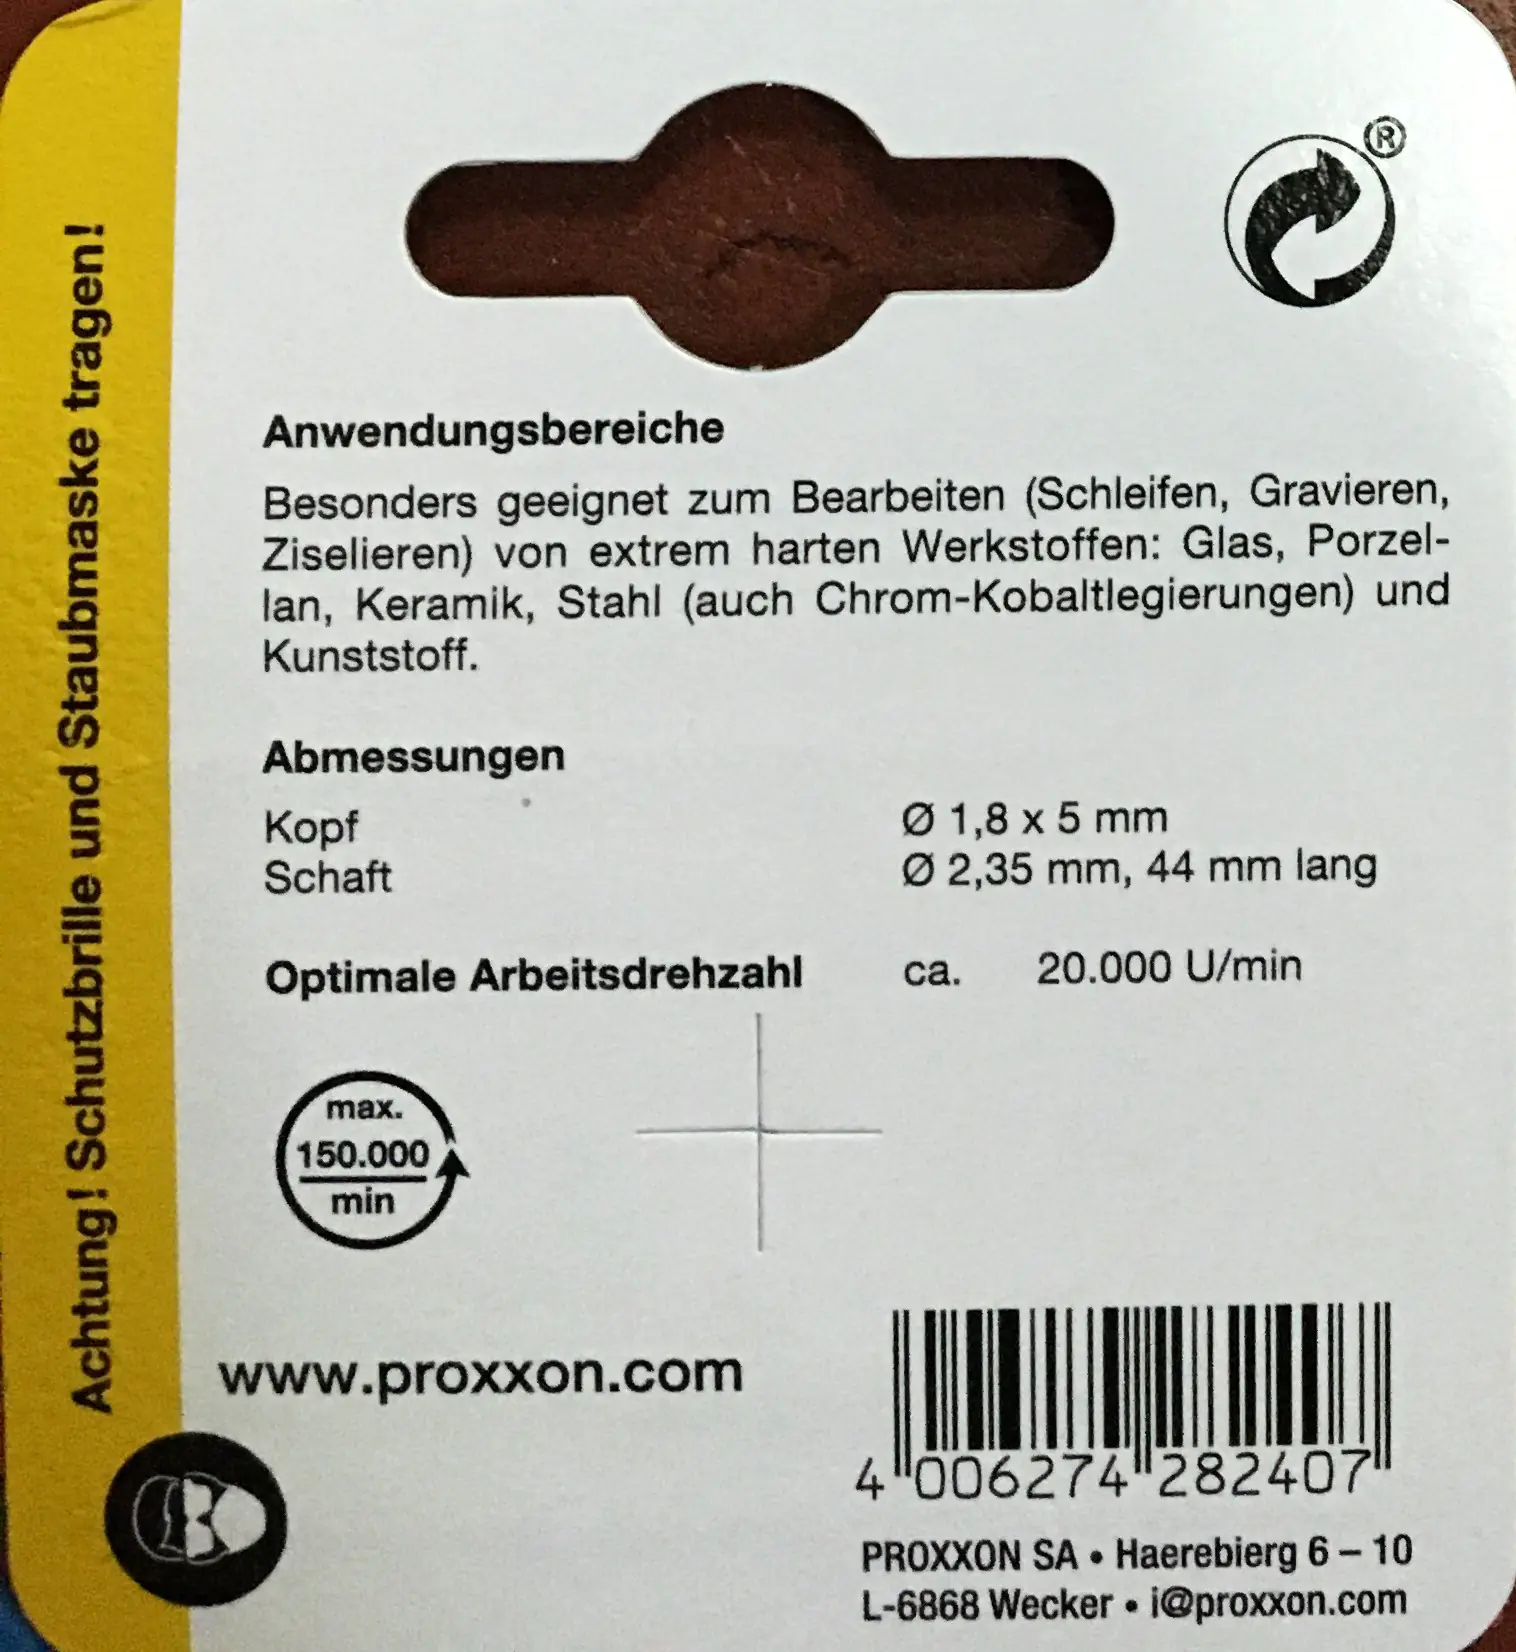 Achtung! Schutzbrille und Staubmaske tragen!
®
Anwendungsbereiche
Besonders geeignet zum Bearbeiten (Schleifen, Gravieren,
Ziselieren) von extrem harten Werkstoffen: Glas, Porzel-
lan, Keramik, Stahl (auch Chrom-Kobaltlegierungen) und
Kunststoff.
Abmessungen
Kopf Ø 1,8 x 5 mm
Schaft Ø 2,35 mm, 44 mm lang
Optimale Arbeitsdrehzahl ca. 20.000 U/min
max.
150.000
min
www.proxxon.com
4 006274 282407
PROXXON SA • Haerebierg 6 – 10
L-6868 Wecker • i@proxxon.com